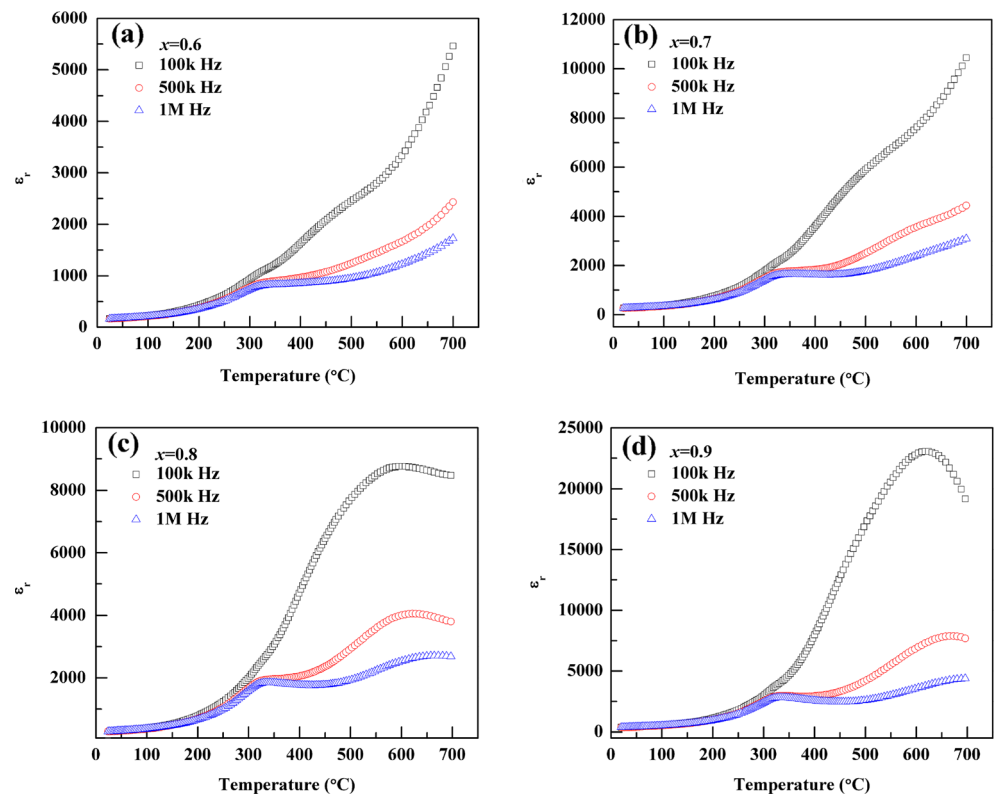 (a)
x=0.6
100k Hz
500k Hz
1M Hz
6000
5000
4000
3000
2000
1000
0
εr
0 100 200 300 400 500 600 700
Temperature (°C)
(b)
x=0.7
100k Hz
500k Hz
1M Hz
12000
10000
8000
6000
4000
2000
0
εr
0 100 200 300 400 500 600 700
Temperature (°C)
(c)
x=0.8
100k Hz
500k Hz
1M Hz
10000
8000
6000
4000
2000
εr
0 100 200 300 400 500 600 700
Temperature (°C)
(d)
x=0.9
100k Hz
500k Hz
1M Hz
25000
20000
15000
10000
5000
0
εr
0 100 200 300 400 500 600 700
Temperature (°C)